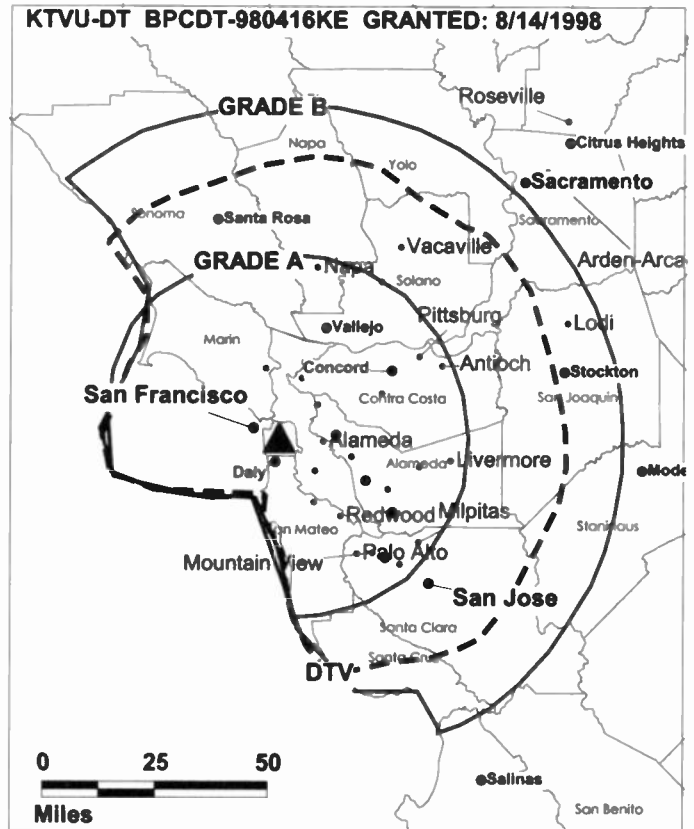 KTVU-DT BPCDT-980416KE GRANTED: 8/14/1998
Roseville
GRADE B
Citrus Heights
Napa
Yolo
Sacramento
Sonoma
Santa Rosa
Sacramento
Vacaville
GRADE A
Napa
Arden-Arca
Solano
Pittsburg
Vallejo
Lodi
Marin
Concord
Antioch
Stockton
San Francisco
Contra Costa
San Joaquin
Alameda
Daly
Alameda
Livermore
Mode
Redwood
Milpitas
San Mateo
Stanislaus
Mountain View
Palo Alto
San Jose
Santa Clara
Santa Cruz
DTV
0 25 50
Salinas
Miles
San Benito